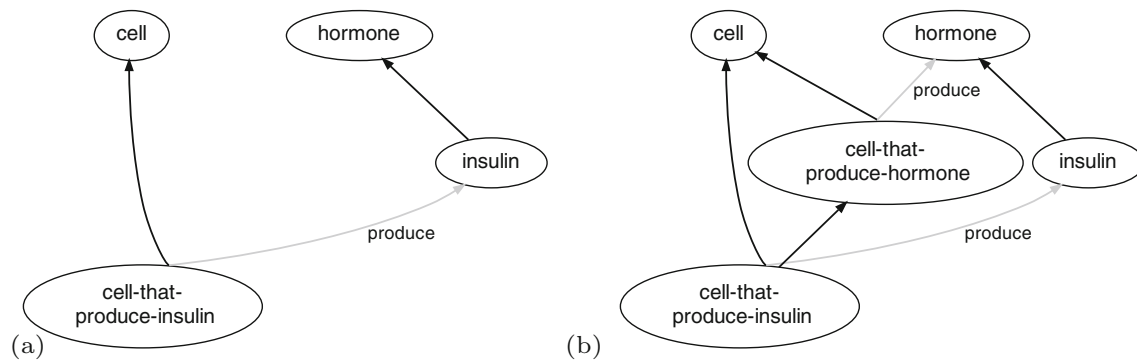 cell
hormone
insulin
produce
cell-that-
produce-insulin
(a)
cell
hormone
produce
cell-that-
produce-hormone
insulin
produce
cell-that-
produce-insulin
(b)